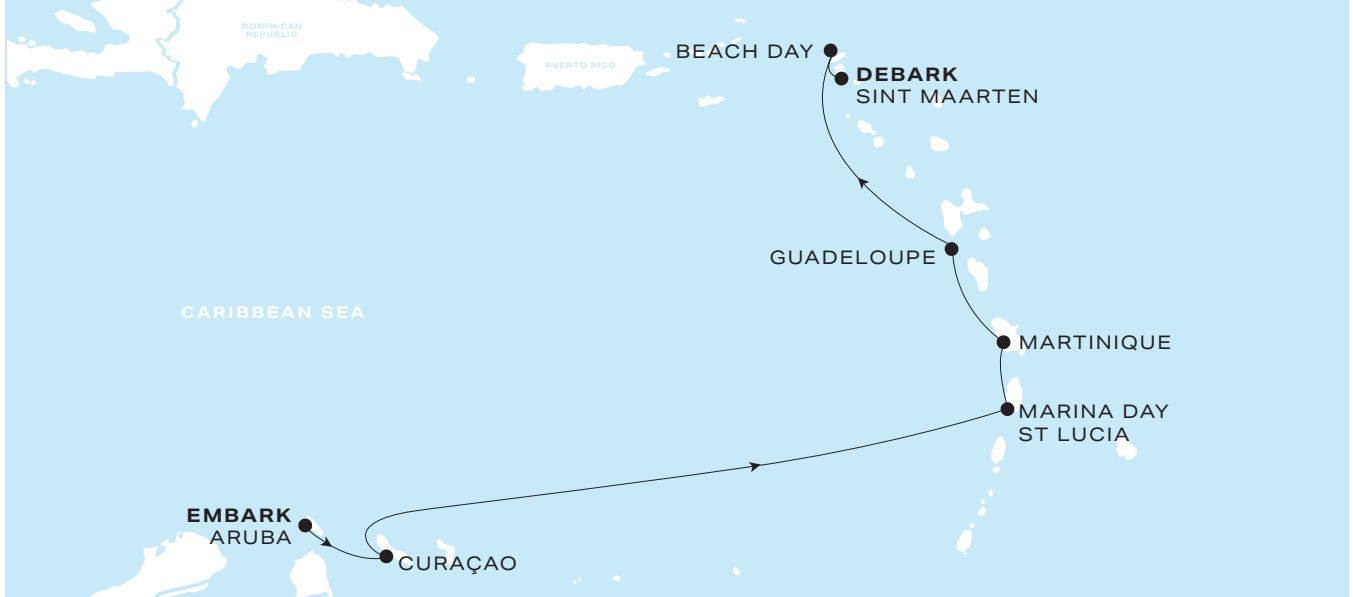 DOMINICAN
REPUBLIC
PUERTO RICO
BEACH DAY
DEBARK
SINT MAARTEN
GUADELOUPE
CARIBBEAN SEA
MARTINIQUE
MARINA DAY
ST LUCIA
EMBARK
ARUBA
CURAÇAO